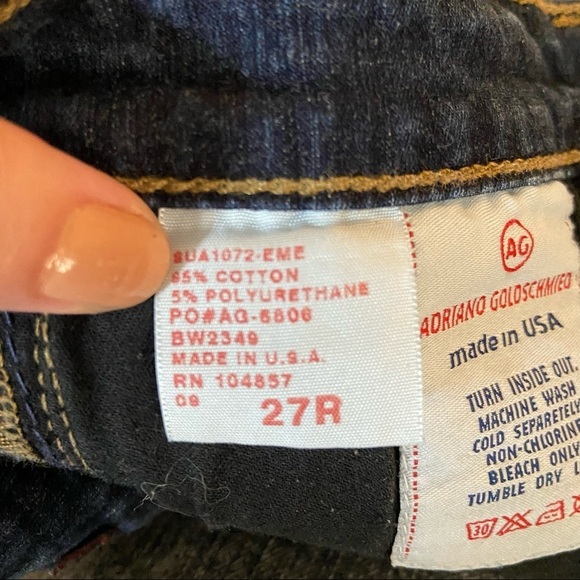 SUA1072-EME
95% COTTON
5% POLYURETHANE
PO#AG-6806
BW2349
MADE IN U.S.A.
RN 104857
09
27R
AG
ADRIANO GOLDSCHMIED
made in USA
TURN INSIDE OUT.
MACHINE WASH
COLD SEPARETELY
NON-CHLORINE
BLEACH ONLY
TUMBLE DRY
30